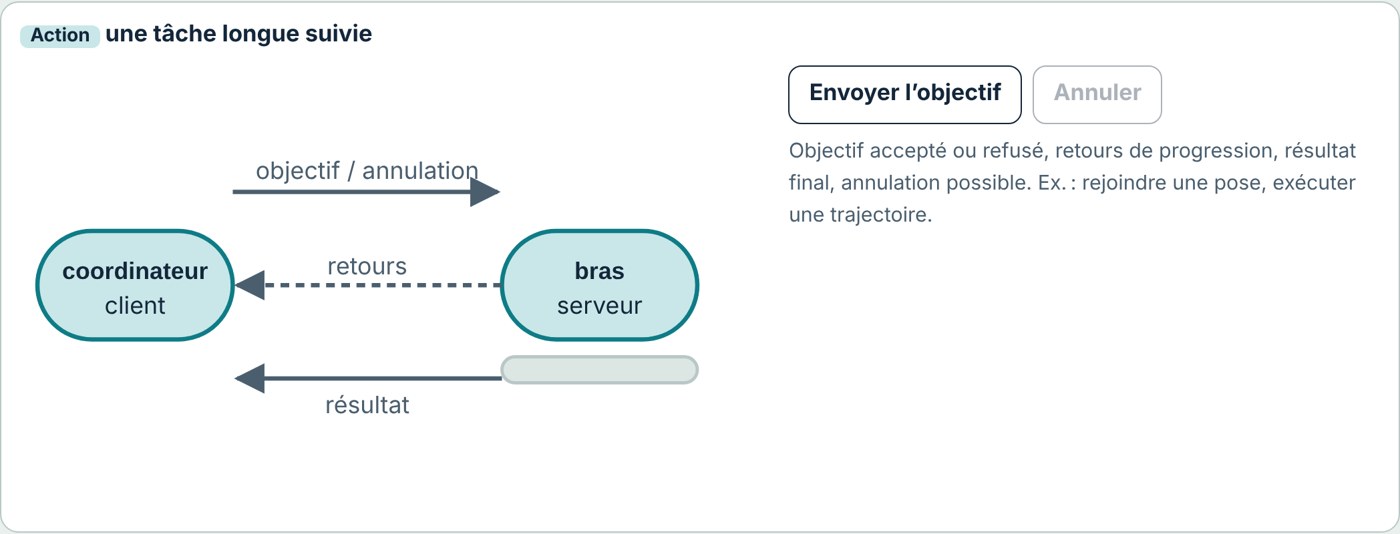 Action une tâche longue suivie
Envoyer l’objectif Annuler
Objectif accepté ou refusé, retours de progression, résultat
final, annulation possible. Ex. : rejoindre une pose, exécuter
une trajectoire.
objectif / annulation
coordinateur
client
retours
bras
serveur
résultat